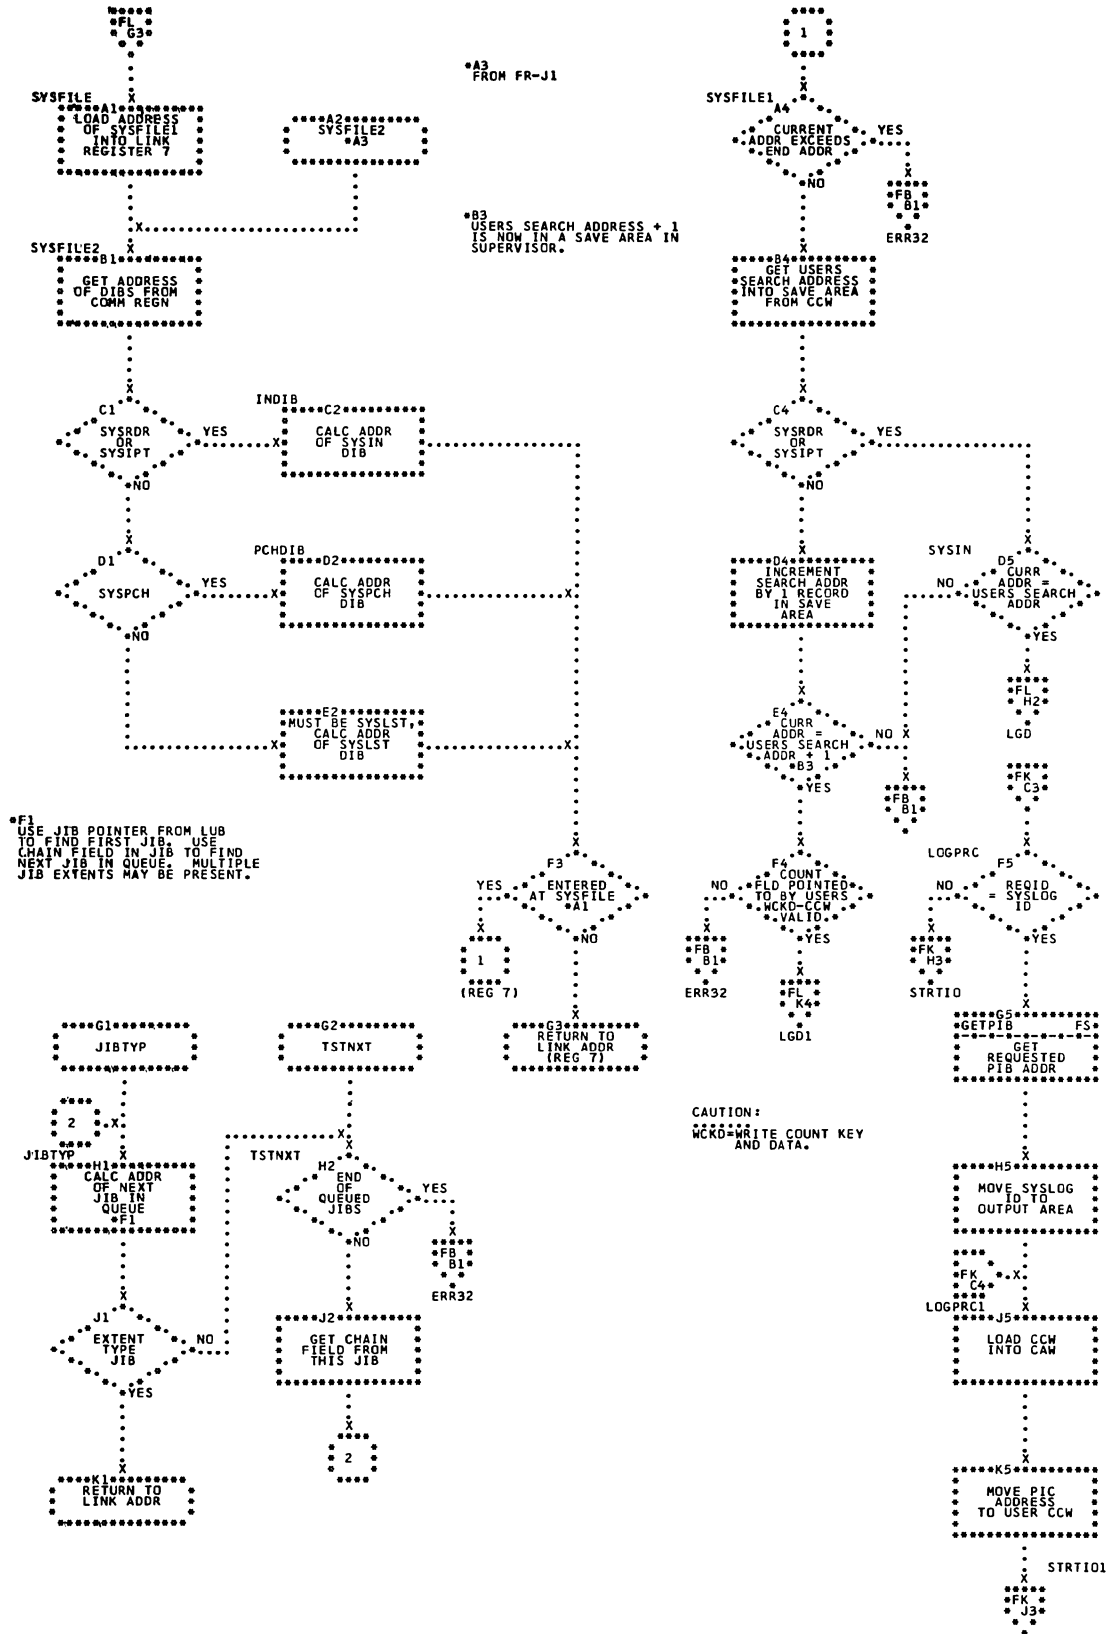 FL
G3
SYSFILE
A1
LOAD ADDRESS
OF SYSFILE1
INTO LINK
REGISTER 7
A2
SYSFILE2
*A3
*A3
FROM FR-J1
*B3
USERS SEARCH ADDRESS + 1
IS NOW IN A SAVE AREA IN
SUPERVISOR.
SYSFILE2
B1
GET ADDRESS
OF DIBS FROM
COMM REGN
C1
SYSRDR
OR
SYSIPT
YES
NO
INDIB
C2
CALC ADDR
OF SYSIN
DIB
D1
SYSPCH
YES
NO
PCHDIB
D2
CALC ADDR
OF SYSPCH
DIB
E2
MUST BE SYSLST,
CALC ADDR
OF SYSLST
DIB
*F1
USE JIB POINTER FROM LUB
TO FIND FIRST JIB. USE
CHAIN FIELD IN JIB TO FIND
NEXT JIB IN QUEUE. MULTIPLE
JIB EXTENTS MAY BE PRESENT.
F3
YES
ENTERED
AT SYSFILE
*A1
NO
1
(REG 7)
G3
RETURN TO
LINK ADDR
(REG 7)
G1
JIBTYP
2
JIBTYP
H1
CALC ADDR
OF NEXT
JIB IN
QUEUE
*F1
J1
EXTENT
TYPE
JIB
NO
YES
K1
RETURN TO
LINK ADDR
G2
TSTNXT
TSTNXT
H2
END
OF
QUEUED
JIBS
YES
NO
FB
B1
ERR32
J2
GET CHAIN
FIELD FROM
THIS JIB
2
1
SYSFILE1
A4
CURRENT
ADDR EXCEEDS
END ADDR
YES
NO
FB
B1
ERR32
B4
GET USERS
SEARCH ADDRESS
INTO SAVE AREA
FROM CCW
C4
SYSRDR
OR
SYSIPT
YES
NO
D4
INCREMENT
SEARCH ADDR
BY 1 RECORD
IN SAVE
AREA
SYSIN
D5
CURR
ADDR =
USERS SEARCH
ADDR
NO
YES
FL
H2
LGD
E4
CURR
ADDR =
USERS SEARCH
ADDR + 1
*B3
NO
YES
FB
B1
F4
COUNT
FLD POINTED
TO BY USERS
WCKD-CCW
VALID
NO
YES
FB
B1
ERR32
FL
K4
LGD1
CAUTION:
WCKD=WRITE COUNT KEY
AND DATA.
FK
C3
LOGPRC
F5
REQID
= SYSLOG
ID
NO
YES
FK
H3
STRTIO
G5
GETPIB FS
GET
REQUESTED
PIB ADDR
H5
MOVE SYSLOG
ID TO
OUTPUT AREA
FK
C4
LOGPRC1
J5
LOAD CCW
INTO CAW
K5
MOVE PIC
ADDRESS
TO USER CCW
STRTIO1
FK
J3